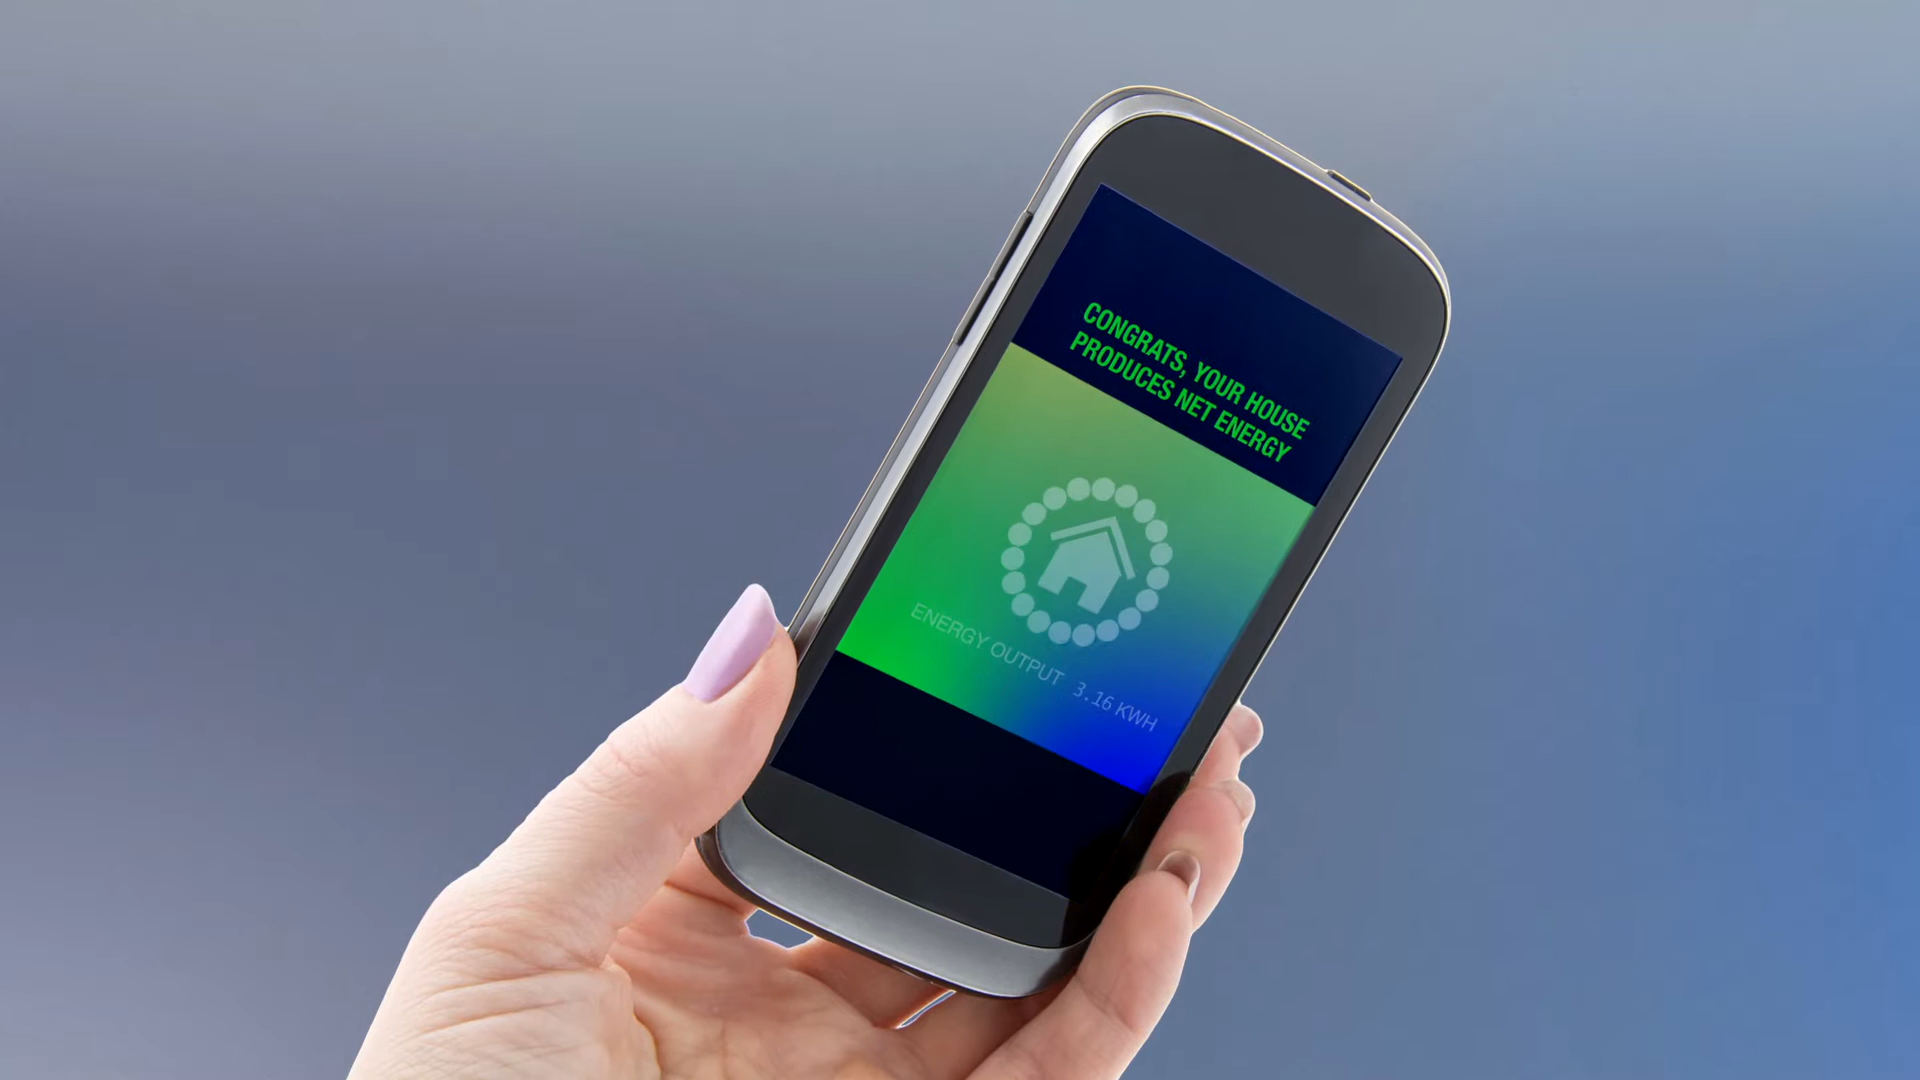 CONGRATS, YOUR HOUSE
PRODUCES NET ENERGY
ENERGY OUTPUT 3.16 KWH